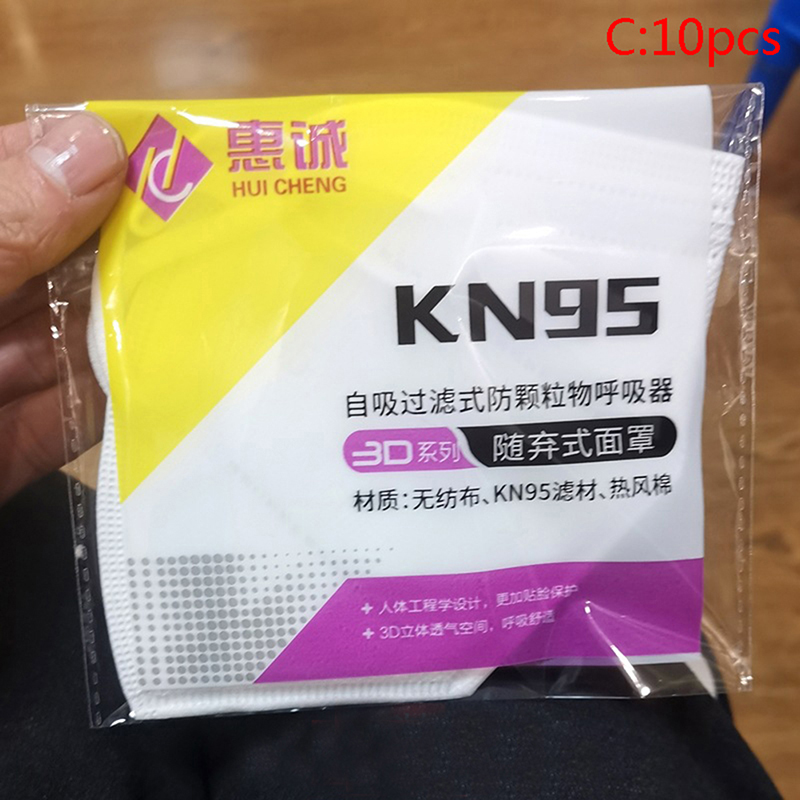 C:10pcs
惠诚
HUI CHENG
KN95
自吸过滤式防颗粒物呼吸器
3D系列 随弃式面罩
材质:无纺布、KN95滤材、热风棉
+ 人体工程学设计，更加贴脸保护
+ 3D立体透气空间，呼吸舒适